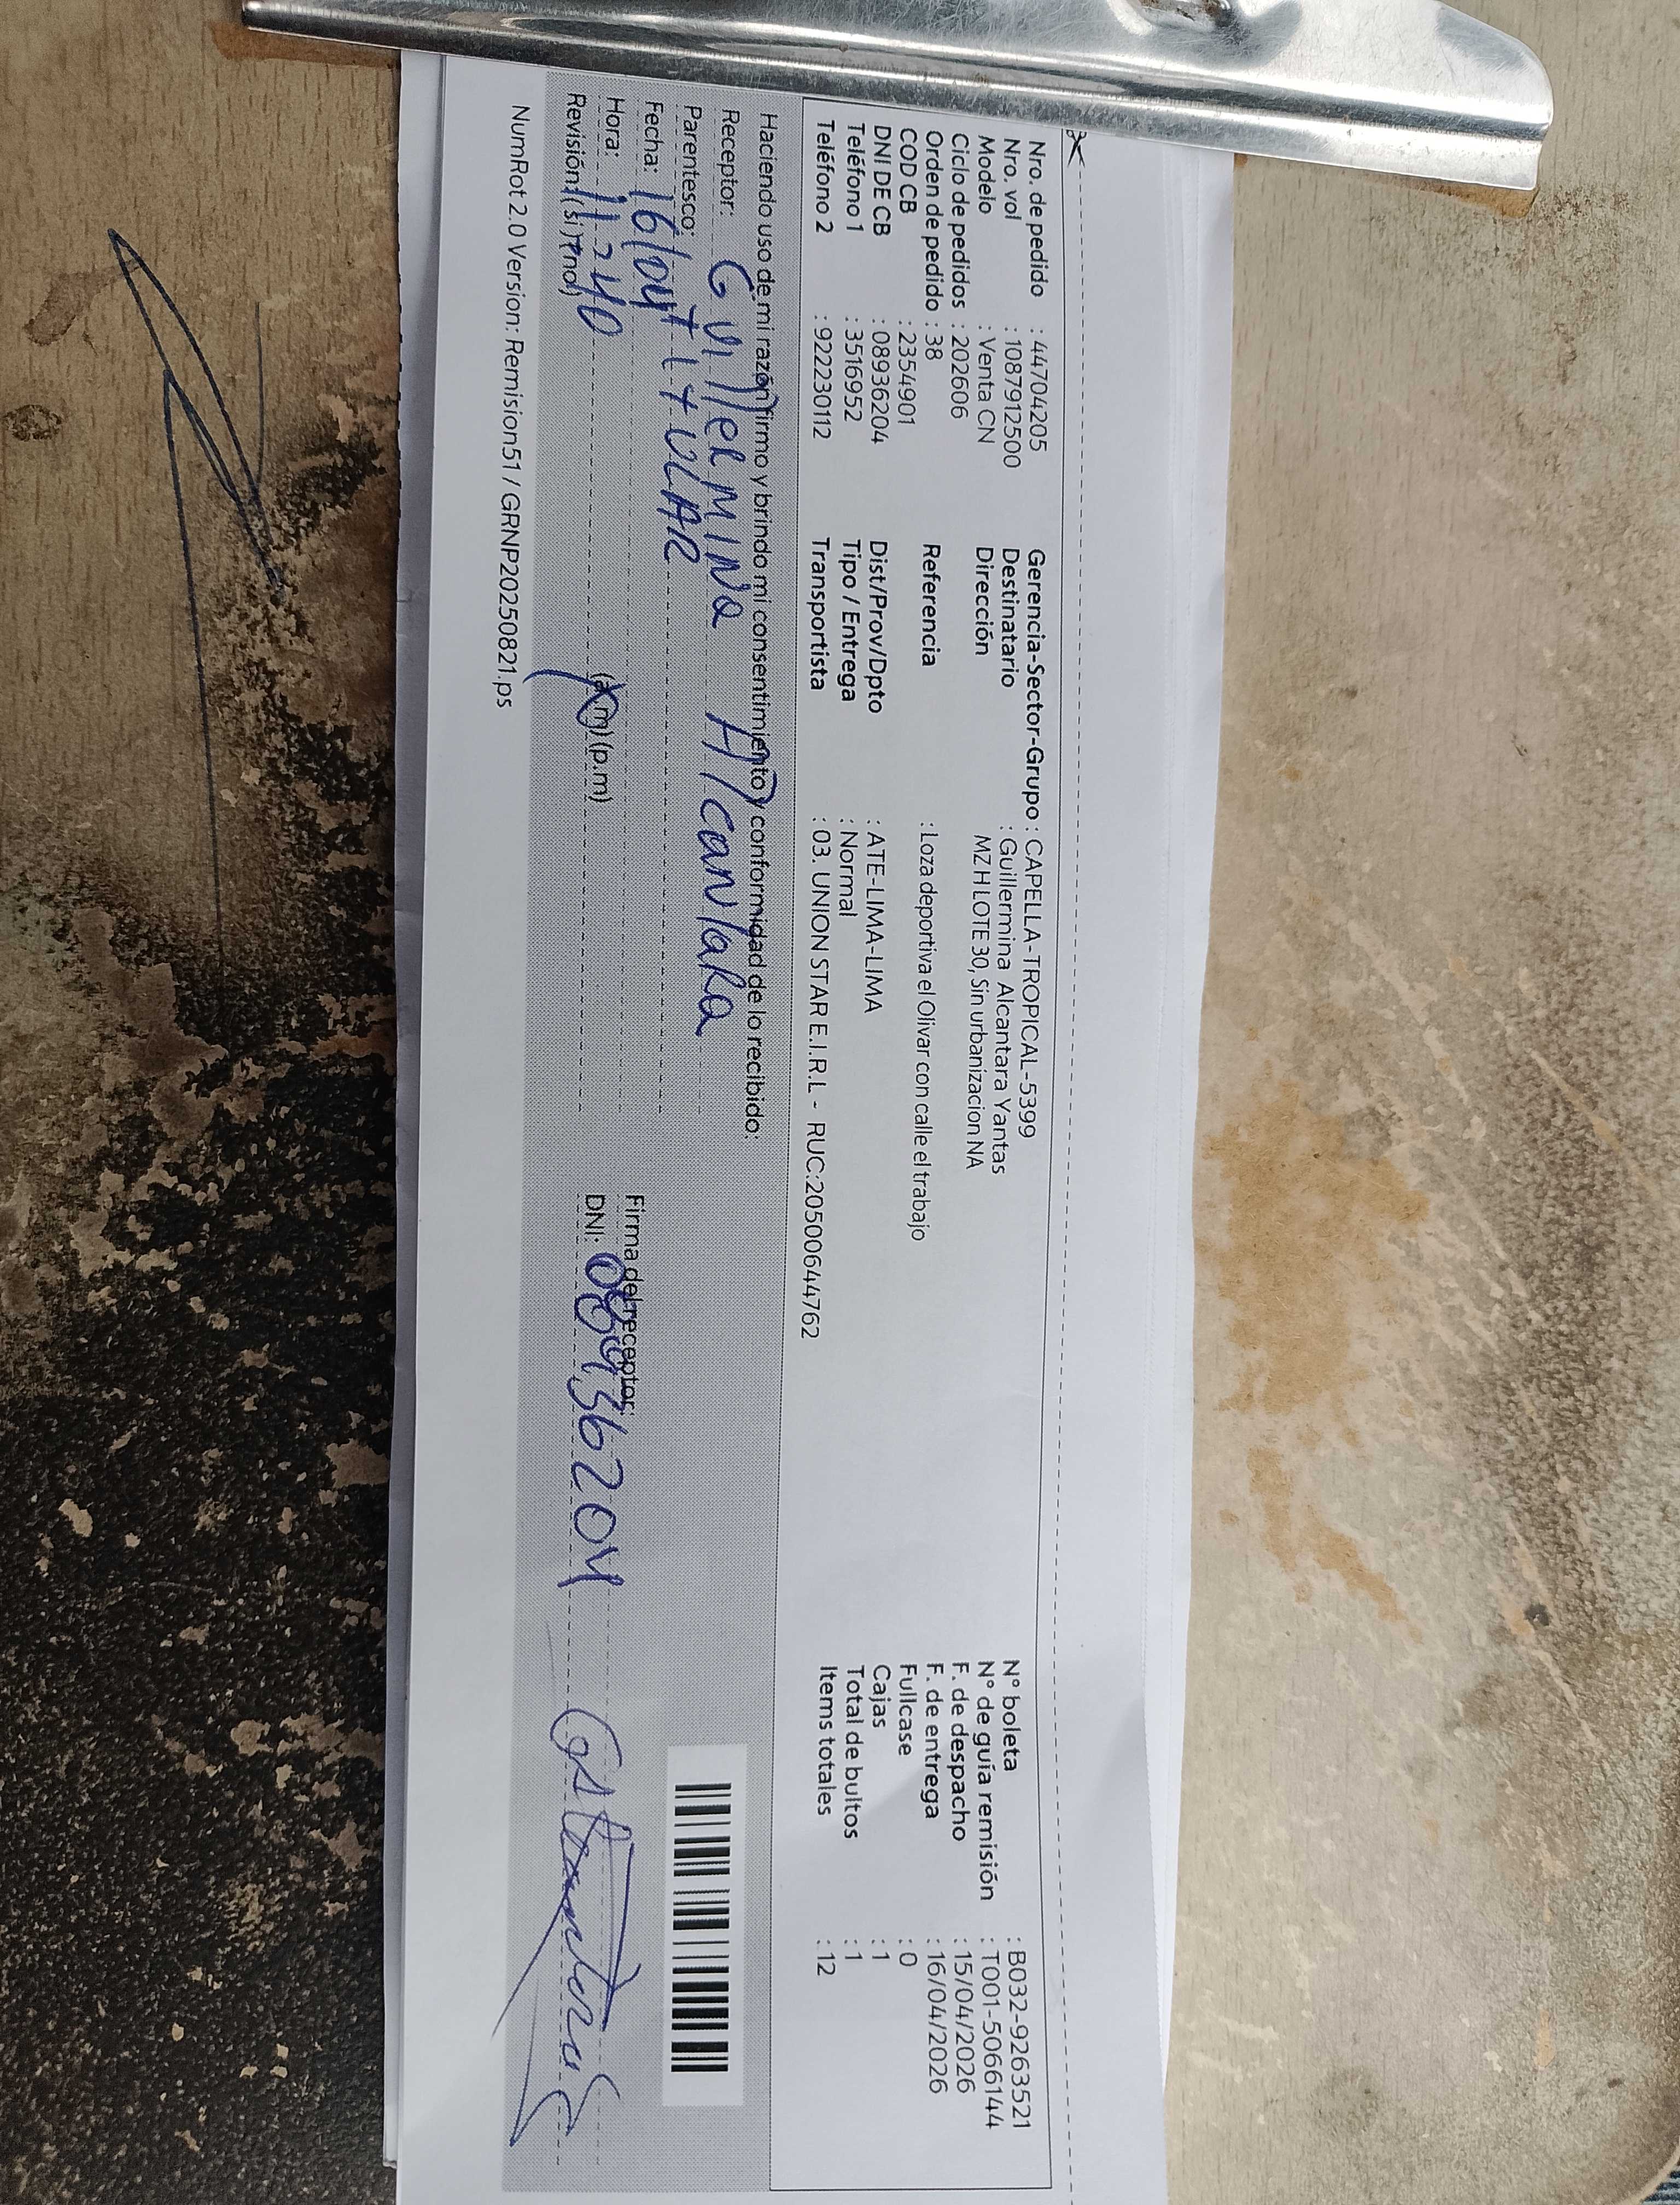 Nro. de pedido : 44704205
Nro. vol : 10879125​00
Modelo : Venta CN
Ciclo de pedidos : 202606
Orden de pedido : 38
COD CB : 2354901
DNI DE CB : 08936204
Teléfono 1 : 3516952
Teléfono 2 : 922230112
Gerencia-Sector-Grupo : CAPELLA-TROPICAL-5399
Destinatario : Guillermina Alcantara Yantas
Dirección MZ H LOTE 30, Sin urbanizacion NA
Referencia : Loza deportiva el Olivar con calle el trabajo
Dist/Prov/Dpto : ATE-LIMA-LIMA
Tipo / Entrega : Normal
Transportista : 03. UNION STAR E.I.R.L - RUC:20500644762
N° boleta : B032-9263521
N° de guía remisión : T001-5066144
F. de despacho : 15/04/2026
F. de entrega : 16/04/2026
Fullcase : 0
Cajas : 1
Total de bultos : 1
Items totales : 12
Haciendo uso de mi razón firmo y brindo mi consentimiento y conformidad de lo recibido:
Receptor: GuillerMINa Alcantara
Parentesco: titULAR
Fecha: 16/04
Hora: 11:40 (a.m) (p.m)
Revisión: (si) / no)
Firma del receptor:
DNI: 08936204
NumRot 2.0 Version: Remision51 / GRNP20250821.ps